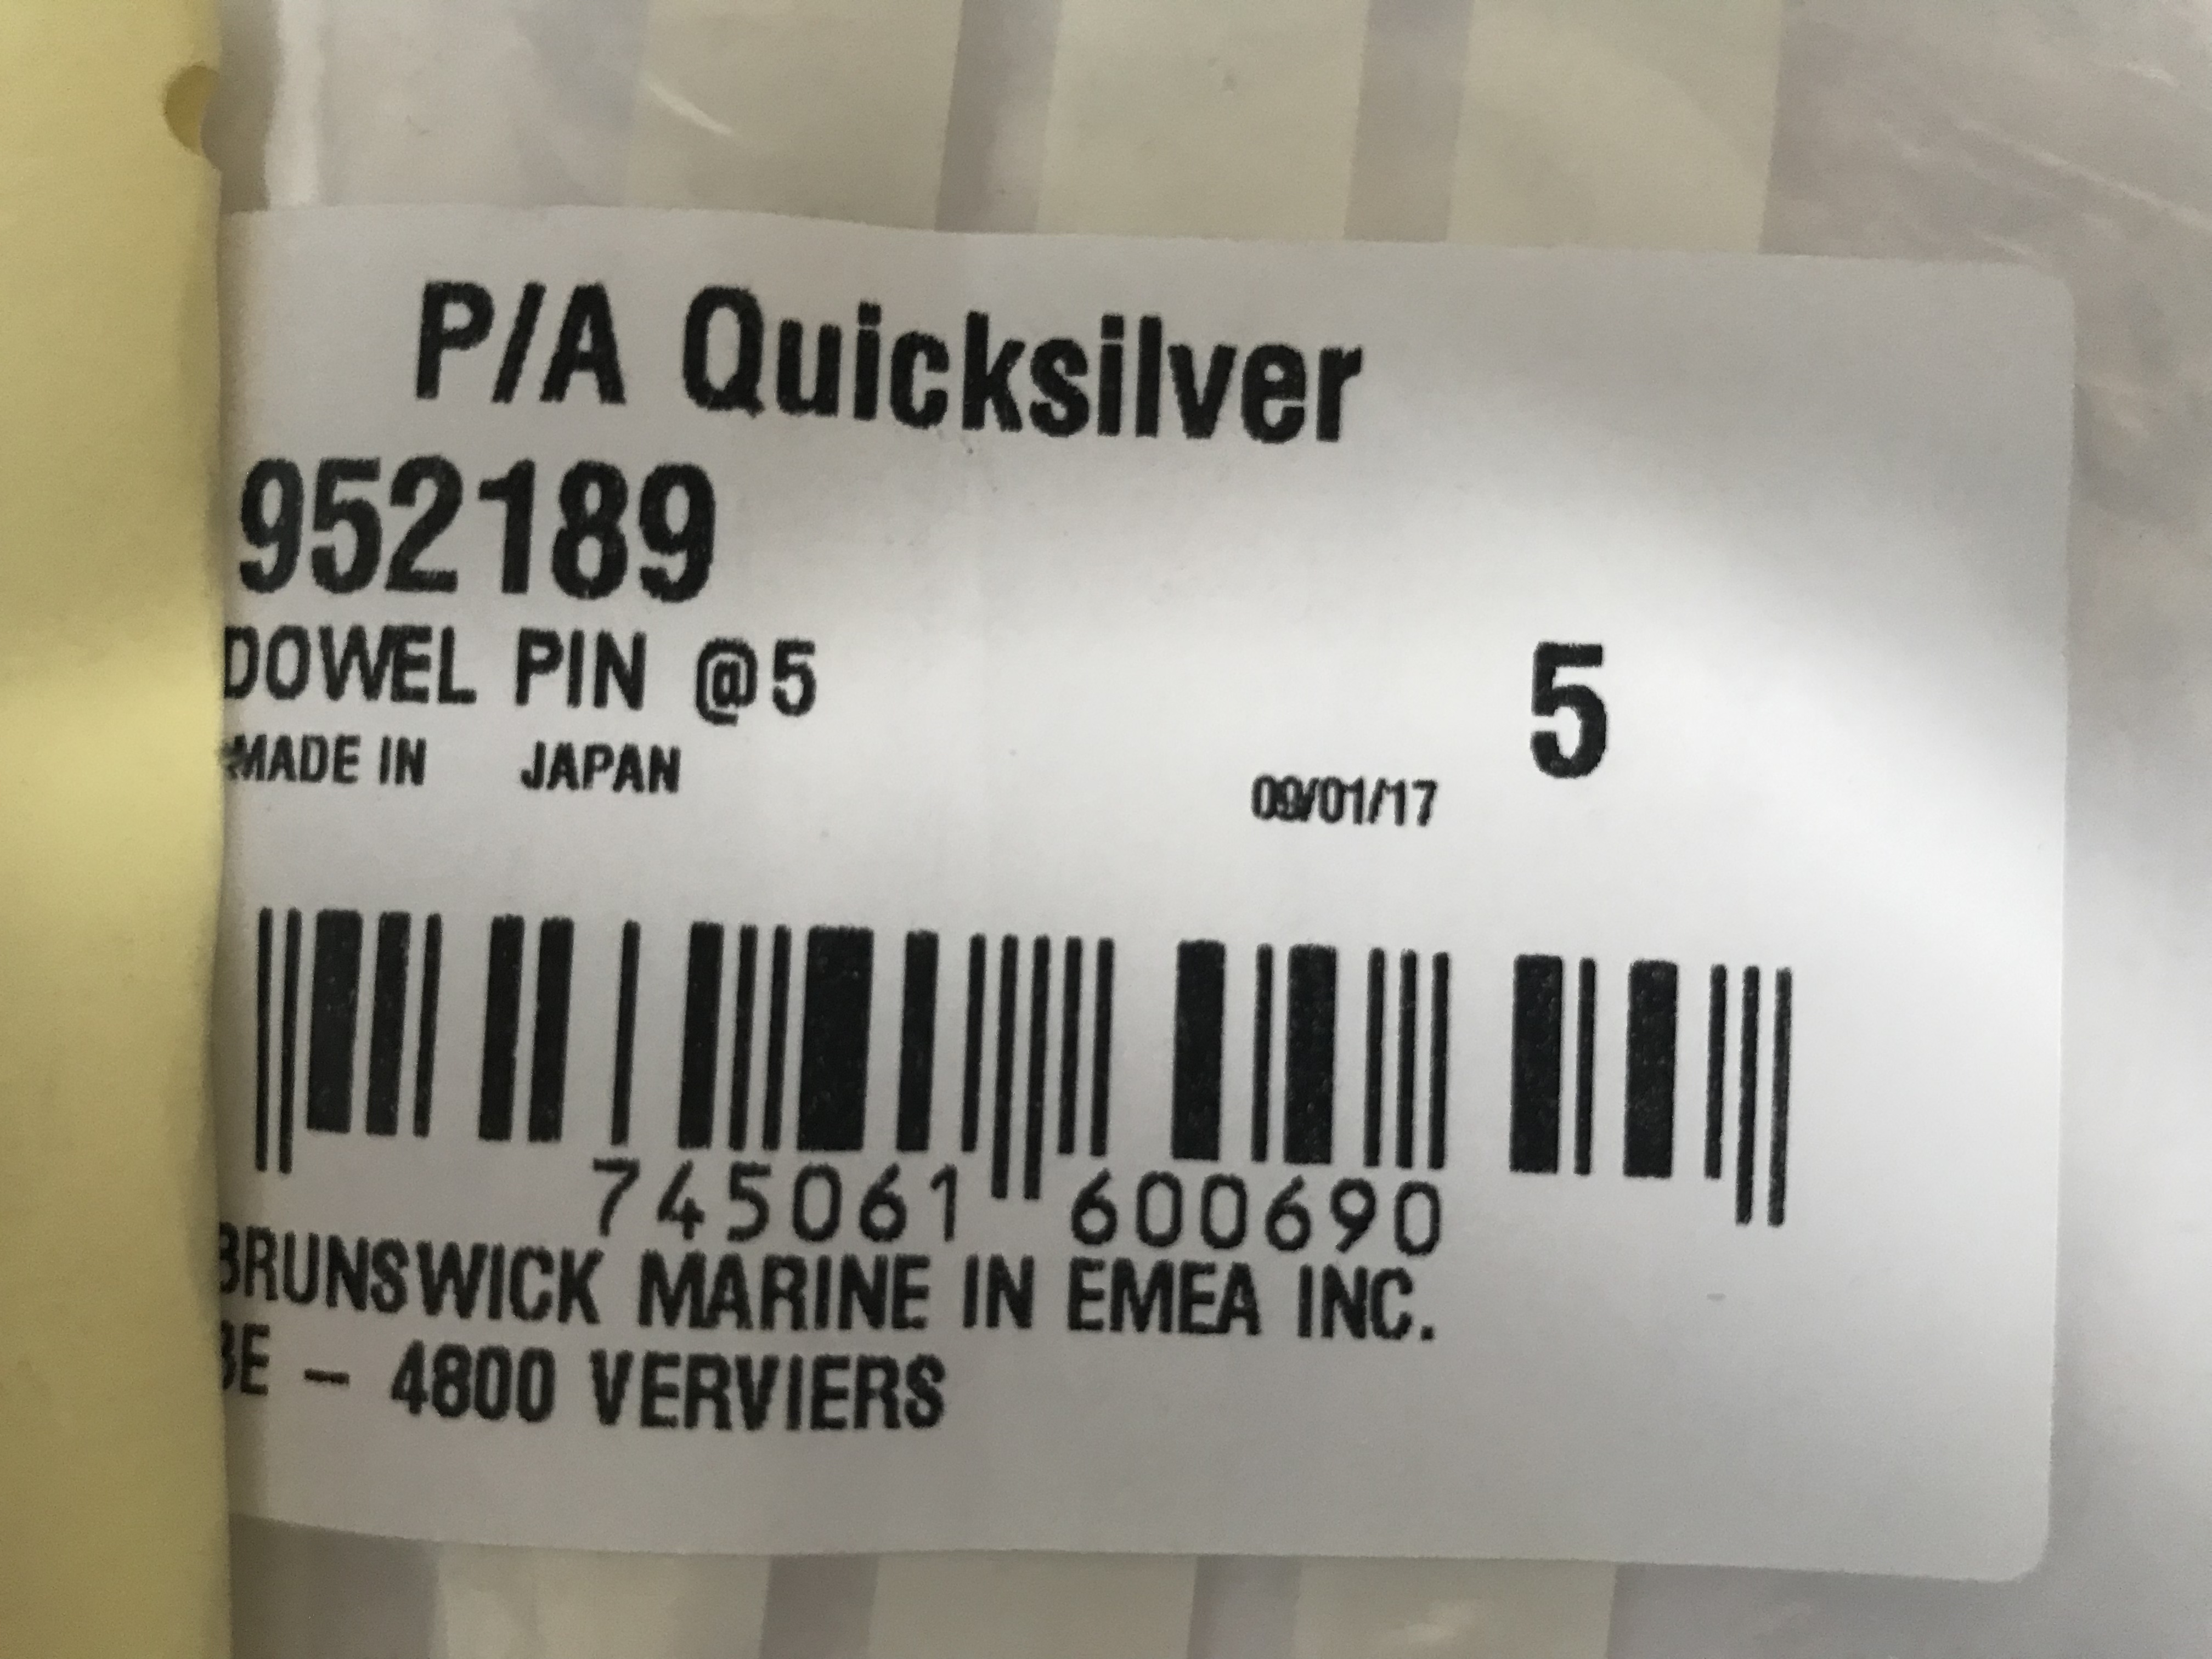 P/A Quicksilver
952189
DOWEL PIN @5
5
MADE IN JAPAN
09/01/17
745061 600690
BRUNSWICK MARINE IN EMEA INC.
BE - 4800 VERVIERS